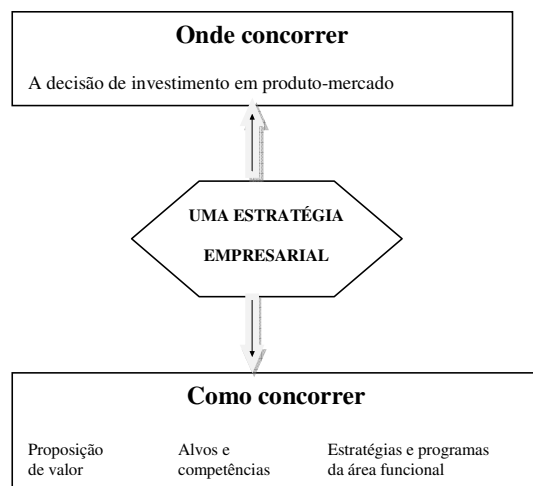 Onde concorrer
A decisão de investimento em produto-mercado
UMA ESTRATÉGIA
EMPRESARIAL
Como concorrer
Proposição
de valor
Alvos e
competências
Estratégias e programas
da área funcional